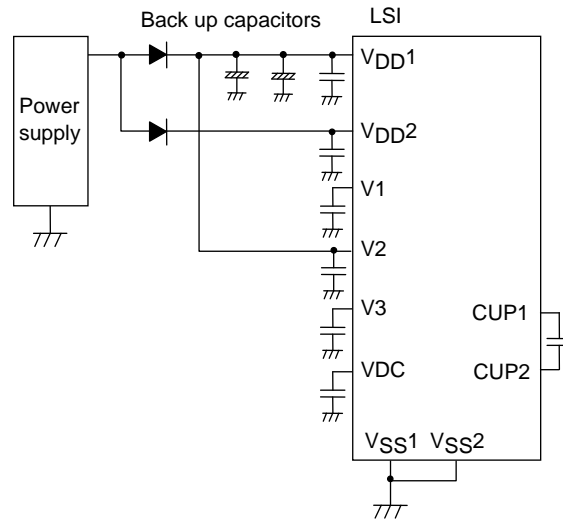 Back up capacitors
LSI
Power
supply
VDD1
VDD2
V1
V2
V3
VDC
CUP1
CUP2
VSS1 VSS2